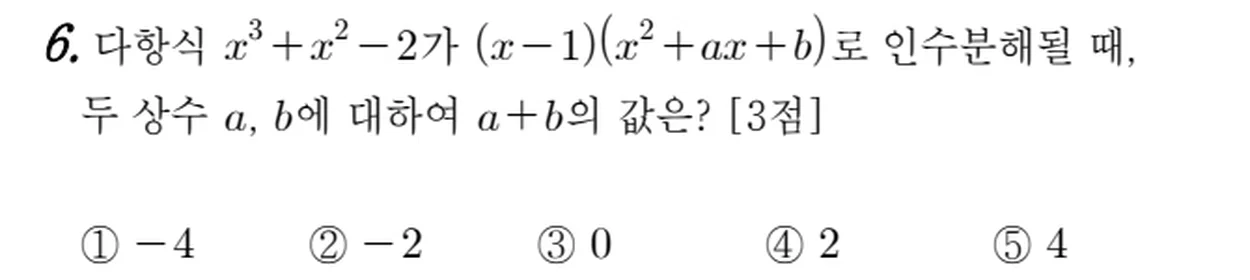 6. 다항식 x³+x²−2가 (x−1)(x²+ax+b)로 인수분해될 때,
두 상수 a, b에 대하여 a+b의 값은? [3점]
① −4 ② −2 ③ 0 ④ 2 ⑤ 4